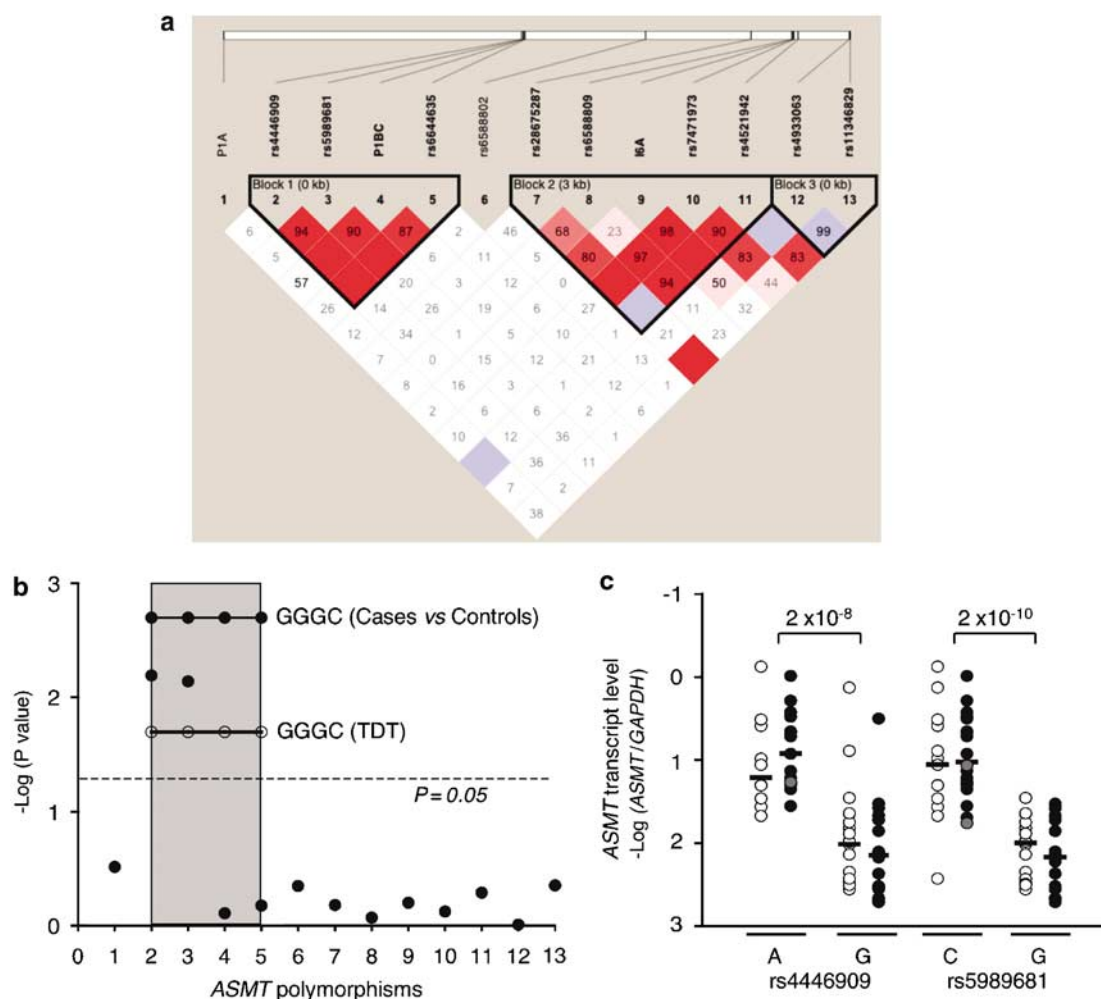 a
P1A rs4446909 rs5989681 P1BC rs6644635 rs6588802 rs28675287 rs6588809 I6A rs7471973 rs4521942 rs4933063 rs11346829
Block 1 (0 kb) Block 2 (3 kb) Block 3 (0 kb)
1 2 3 4 5 6 7 8 9 10 11 12 13
6 94 90 87 2 46 68 23 98 90 99
5 6 11 5 80 97 83 83
57 20 3 12 0 94 50 44
26 14 26 19 6 27 11 32
12 34 1 5 10 21 23
7 0 15 12 21 13
8 16 3 1 12 1
2 6 6 2 6
10 12 36 1
36 11
7 2
38
b
3
2
1
0
-Log (P value)
GGGC (Cases vs Controls)
GGGC (TDT)
P = 0.05
0 1 2 3 4 5 6 7 8 9 10 11 12 13
ASMT polymorphisms
c
-1
0
1
2
3
ASMT transcript level
-Log (ASMT/GAPDH)
2 x10-8 2 x10-10
A G C G
rs4446909 rs5989681